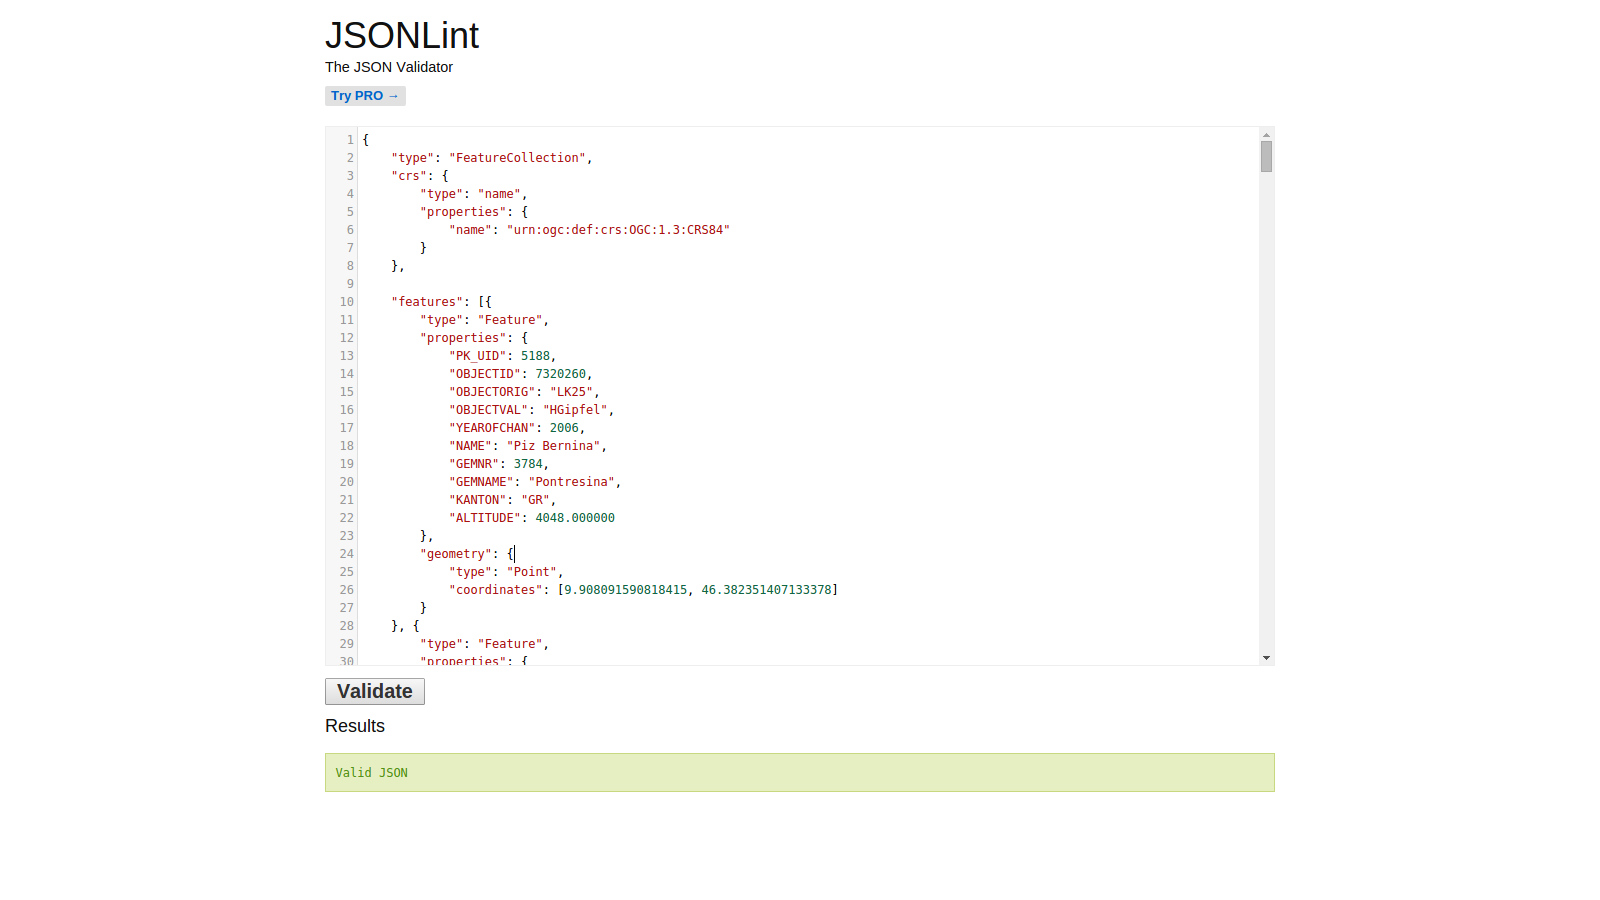 JSONLint
The JSON Validator
Try PRO →
1 {
2 "type": "FeatureCollection",
3 "crs": {
4 "type": "name",
5 "properties": {
6 "name": "urn:ogc:def:crs:OGC:1.3:CRS84"
7 }
8 },
9
10 "features": [{
11 "type": "Feature",
12 "properties": {
13 "PK_UID": 5188,
14 "OBJECTID": 7320260,
15 "OBJECTORIG": "LK25",
16 "OBJECTVAL": "HGipfel",
17 "YEAROFCHAN": 2006,
18 "NAME": "Piz Bernina",
19 "GEMNR": 3784,
20 "GEMNAME": "Pontresina",
21 "KANTON": "GR",
22 "ALTITUDE": 4048.000000
23 },
24 "geometry": {
25 "type": "Point",
26 "coordinates": [9.908091590818415, 46.382351407133378]
27 }
28 }, {
29 "type": "Feature",
30 "properties": {
Validate
Results
Valid JSON